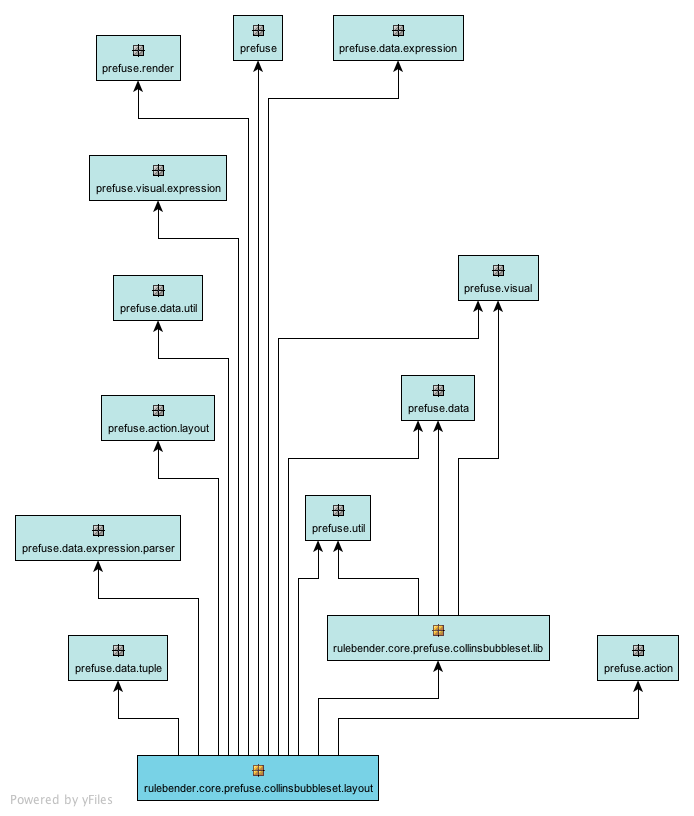 prefuse
prefuse.data.expression
prefuse.render
prefuse.visual.expression
prefuse.visual
prefuse.data.util
prefuse.data
prefuse.action.layout
prefuse.util
prefuse.data.expression.parser
rulebender.core.prefuse.collinsbubbleset.lib
prefuse.data.tuple
prefuse.action
rulebender.core.prefuse.collinsbubbleset.layout
Powered by yFiles